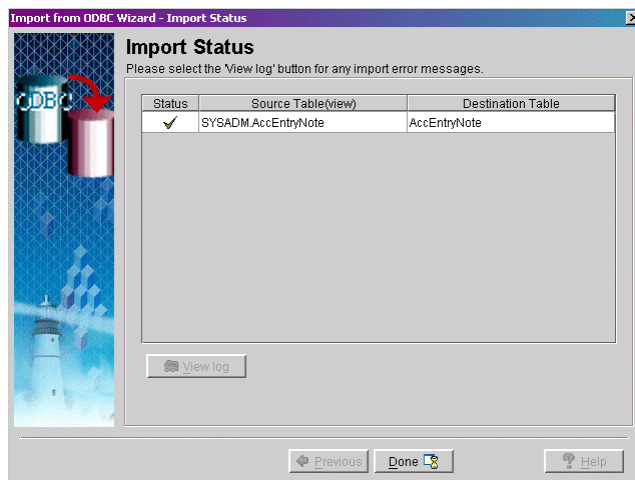 Import from ODBC Wizard - Import Status
Import Status
Please select the 'View log' button for any import error messages.
ODBC
Status Source Table(view) Destination Table
SYSADM.AccEntryNote AccEntryNote
View log
Previous Done Help